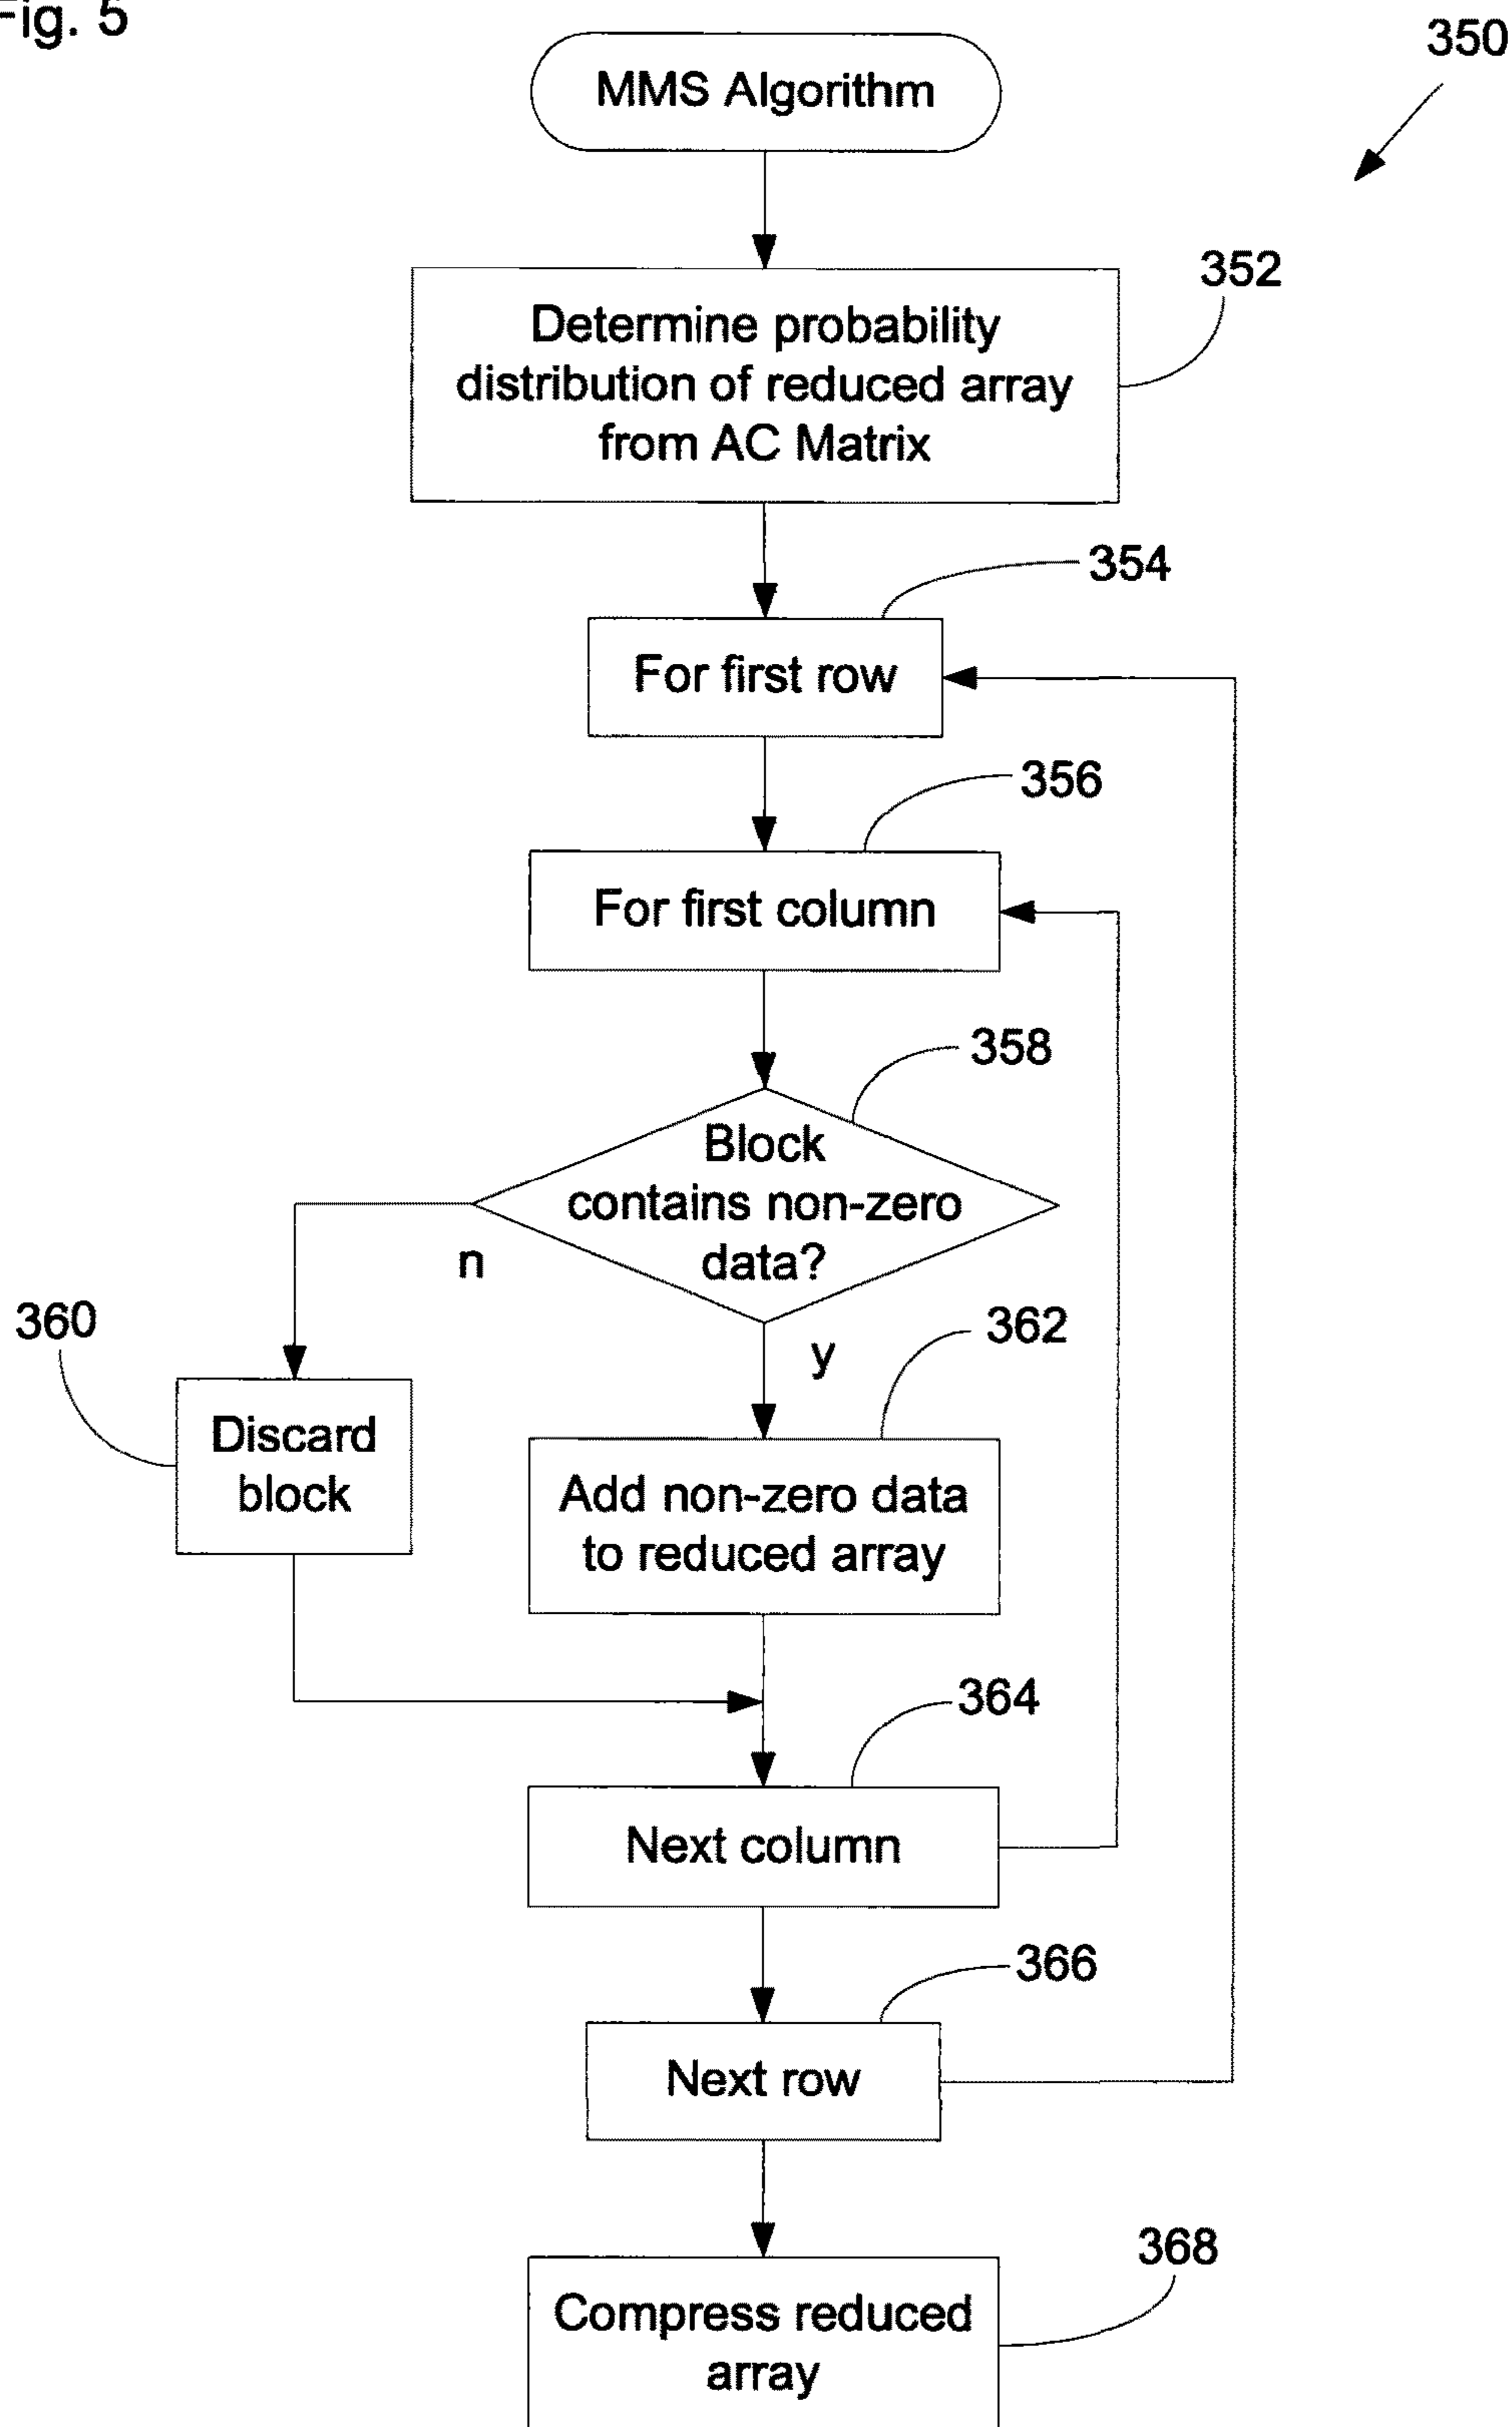 Fig. 5
350
MMS Algorithm
352
Determine probability
distribution of reduced array
from AC Matrix
354
For first row
356
For first column
358
Block
contains non-zero
data?
n
y
360
362
Discard
block
Add non-zero data
to reduced array
364
Next column
366
Next row
368
Compress reduced
array